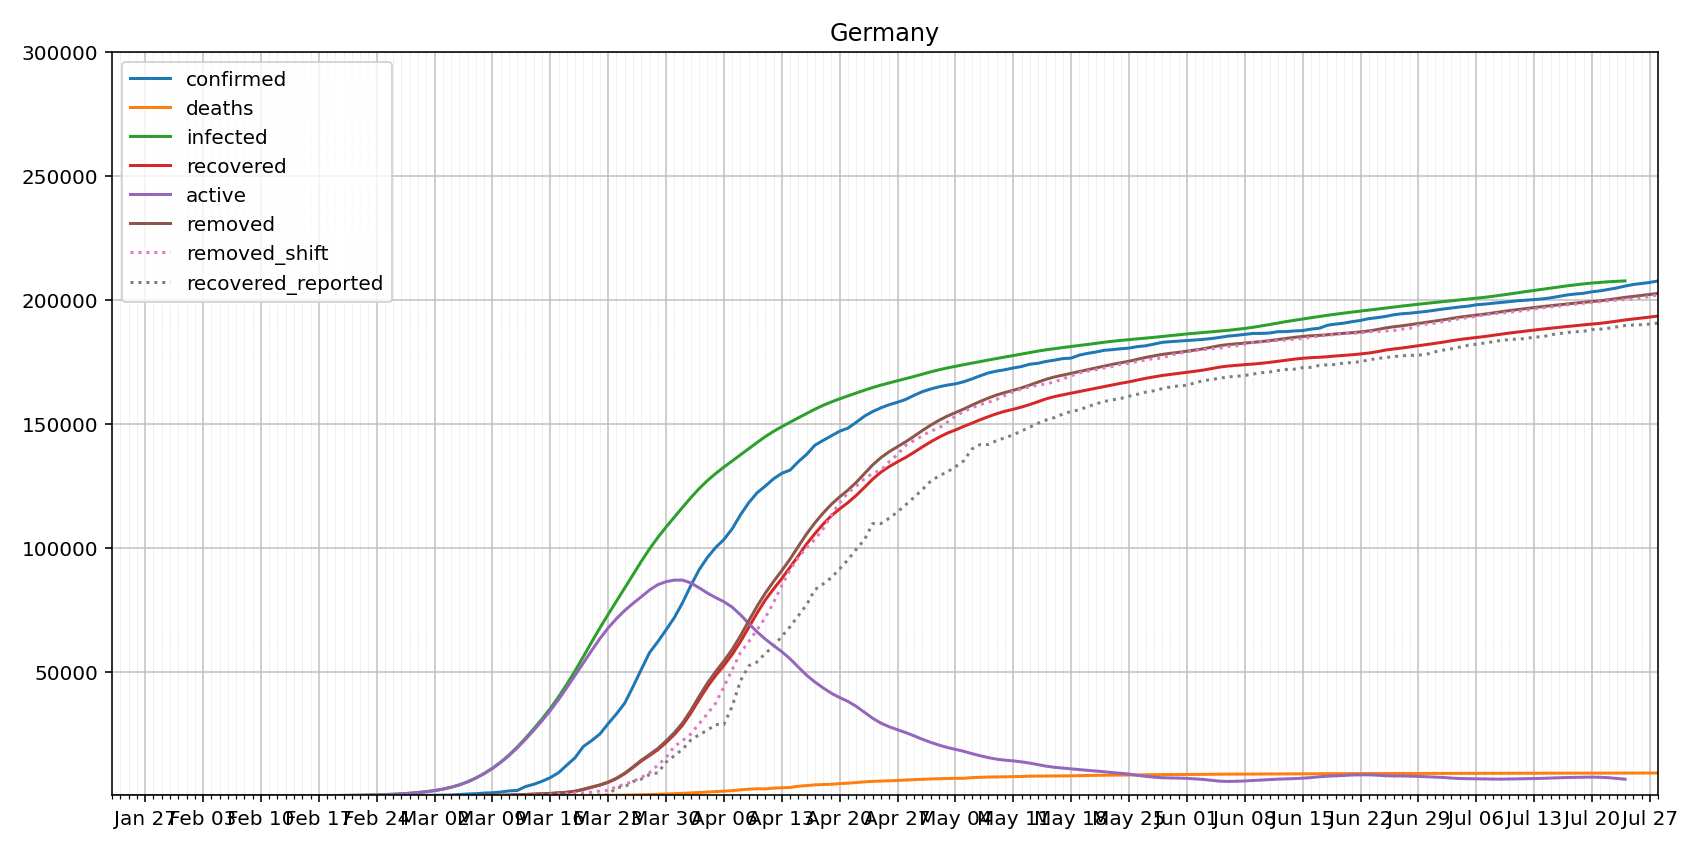 Germany
300000
250000
200000
150000
100000
50000
confirmed
deaths
infected
recovered
active
removed
removed_shift
recovered_reported
Jan 27 Feb 03 Feb 10 Feb 17 Feb 24 Mar 02 Mar 09 Mar 16 Mar 23 Mar 30 Apr 06 Apr 13 Apr 20 Apr 27 May 04 May 11 May 18 May 25 Jun 01 Jun 08 Jun 15 Jun 22 Jun 29 Jul 06 Jul 13 Jul 20 Jul 27